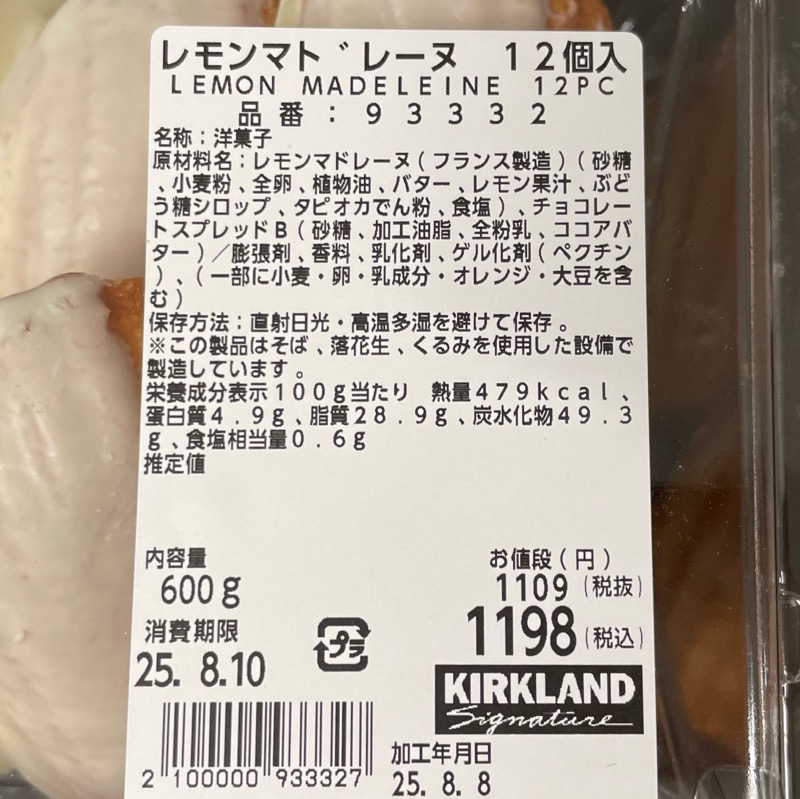 レモンマト゛レーヌ　１２個入
LEMON MADELEINE 12PC
品番：９３３３２
名称：洋菓子
原材料名：レモンマドレーヌ（フランス製造）（砂糖
、小麦粉、全卵、植物油、バター、レモン果汁、ぶど
う糖シロップ、タピオカでん粉、食塩）、チョコレー
トスプレッドＢ（砂糖、加工油脂、全粉乳、ココアバ
ター）／膨張剤、香料、乳化剤、ゲル化剤（ペクチン
）、（一部に小麦・卵・乳成分・オレンジ・大豆を含
む）
保存方法：直射日光・高温多湿を避けて保存。
※この製品はそば、落花生、くるみを使用した設備で
製造しています。
栄養成分表示１００ｇ当たり　熱量４７９ｋｃａｌ、
蛋白質４．９ｇ、脂質２８．９ｇ、炭水化物４９．３
ｇ、食塩相当量０．６ｇ
推定値
内容量
600g
お値段（円）
1109（税抜）
1198（税込）
消費期限
25. 8.10
プラ
KIRKLAND
Signature
2 100000 933327
加工年月日
25. 8. 8